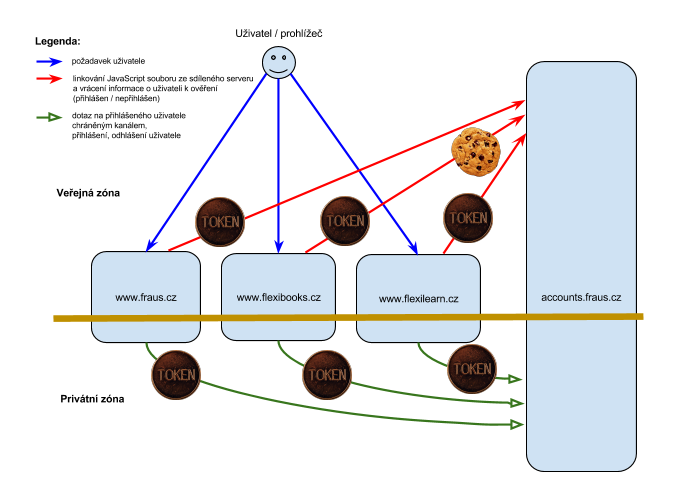 Uživatel / prohlížeč
Legenda:
požadavek uživatele
linkování JavaScript souboru ze sdíleného serveru
a vrácení informace o uživateli k ověření
(přihlášen / nepřihlášen)
dotaz na přihlášeného uživatele
chráněným kanálem,
přihlášení, odhlášení uživatele
Veřejná zóna
TOKEN
TOKEN
TOKEN
www.fraus.cz
www.flexibooks.cz
www.flexilearn.cz
accounts.fraus.cz
TOKEN
TOKEN
TOKEN
Privátní zóna